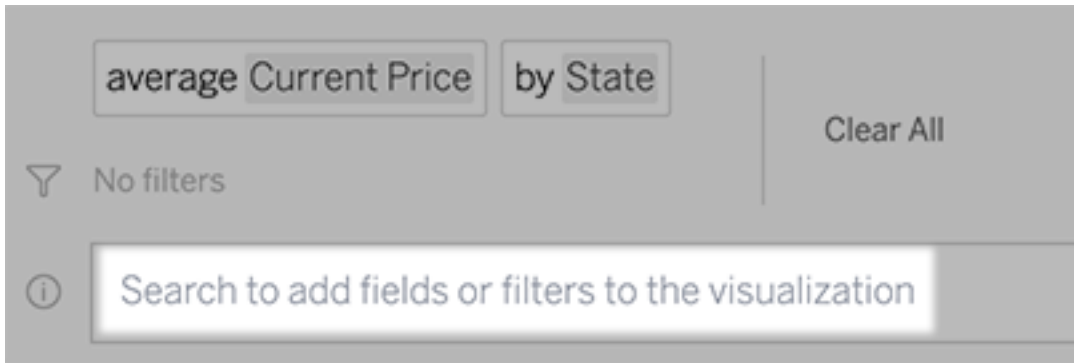 average Current Price by State
Clear All
No filters
Search to add fields or filters to the visualization